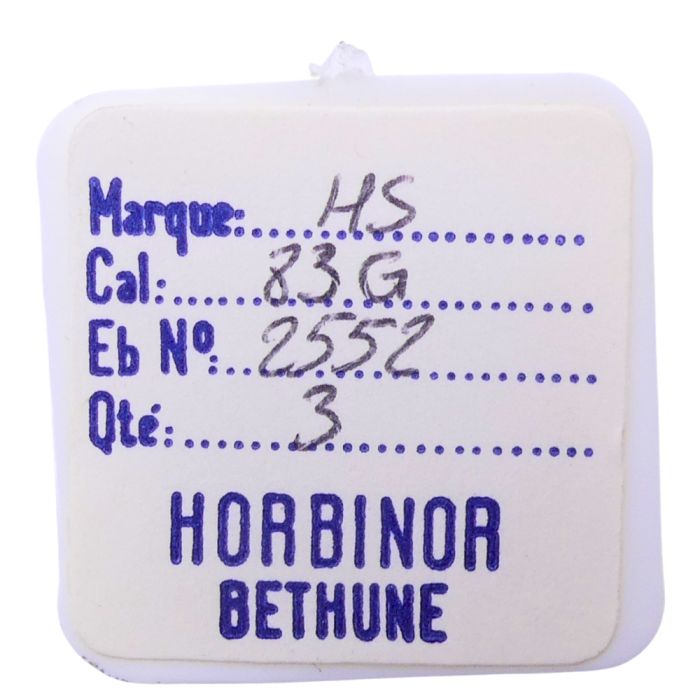 Marque: HS
Cal: 83 G
Eb Nº: 2552
Qté: 3
HORBINOR
BETHUNE